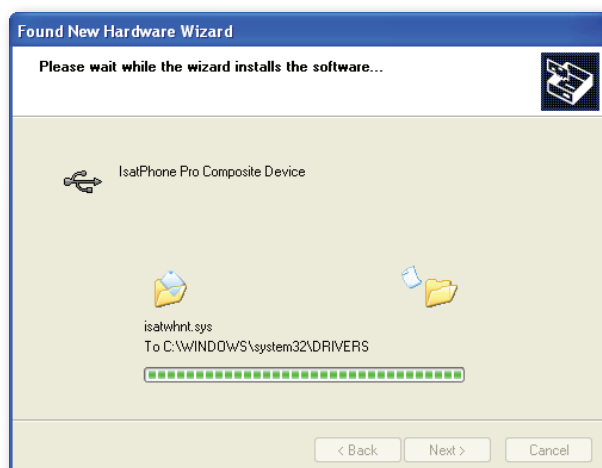 Found New Hardware Wizard
Please wait while the wizard installs the software...
IsatPhone Pro Composite Device
isatwhnt.sys
To C:\WINDOWS\system32\DRIVERS
< Back Next > Cancel